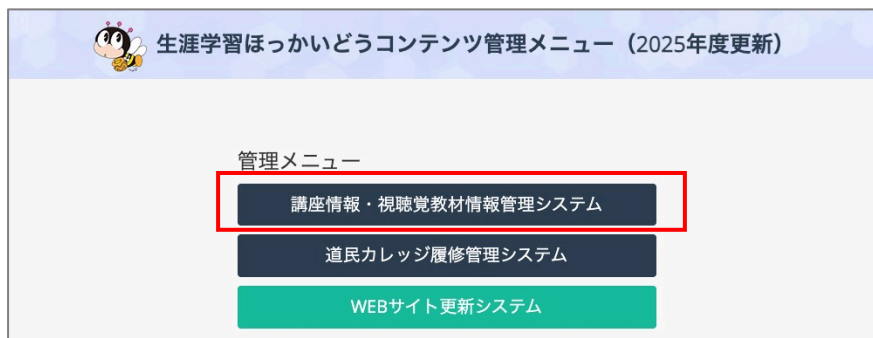 生涯学習ほっかいどうコンテンツ管理メニュー（2025年度更新）
管理メニュー
講座情報・視聴覚教材情報管理システム
道民カレッジ履修管理システム
WEBサイト更新システム